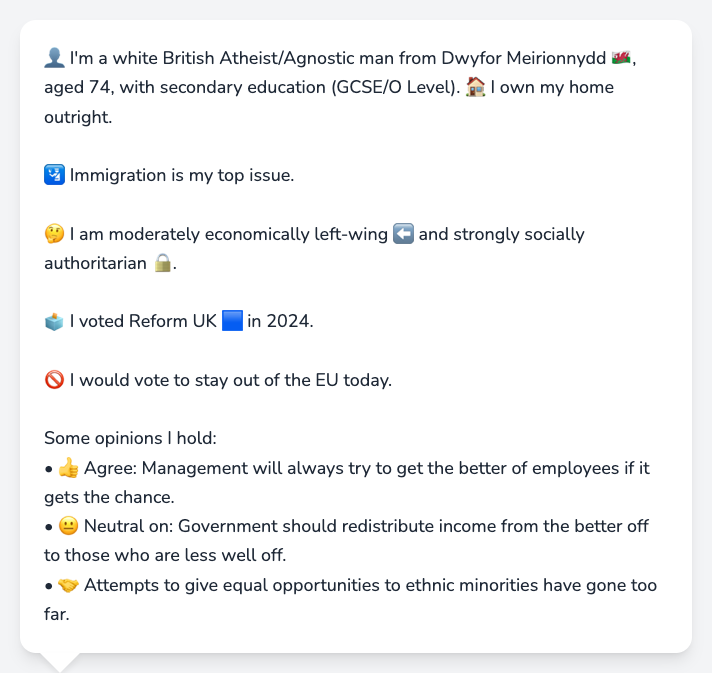 👤 I'm a white British Atheist/Agnostic man from Dwyfor Meirionnydd 🏴󠁧󠁢󠁷󠁬󠁳󠁿,
aged 74, with secondary education (GCSE/O Level). 🏠 I own my home
outright.
🛂 Immigration is my top issue.
🤔 I am moderately economically left-wing ⬅️ and strongly socially
authoritarian 🔒.
🗳️ I voted Reform UK 🟦 in 2024.
🚫 I would vote to stay out of the EU today.
Some opinions I hold:
• 👍 Agree: Management will always try to get the better of employees if it
gets the chance.
• 😐 Neutral on: Government should redistribute income from the better off
to those who are less well off.
• 🤝 Attempts to give equal opportunities to ethnic minorities have gone too
far.